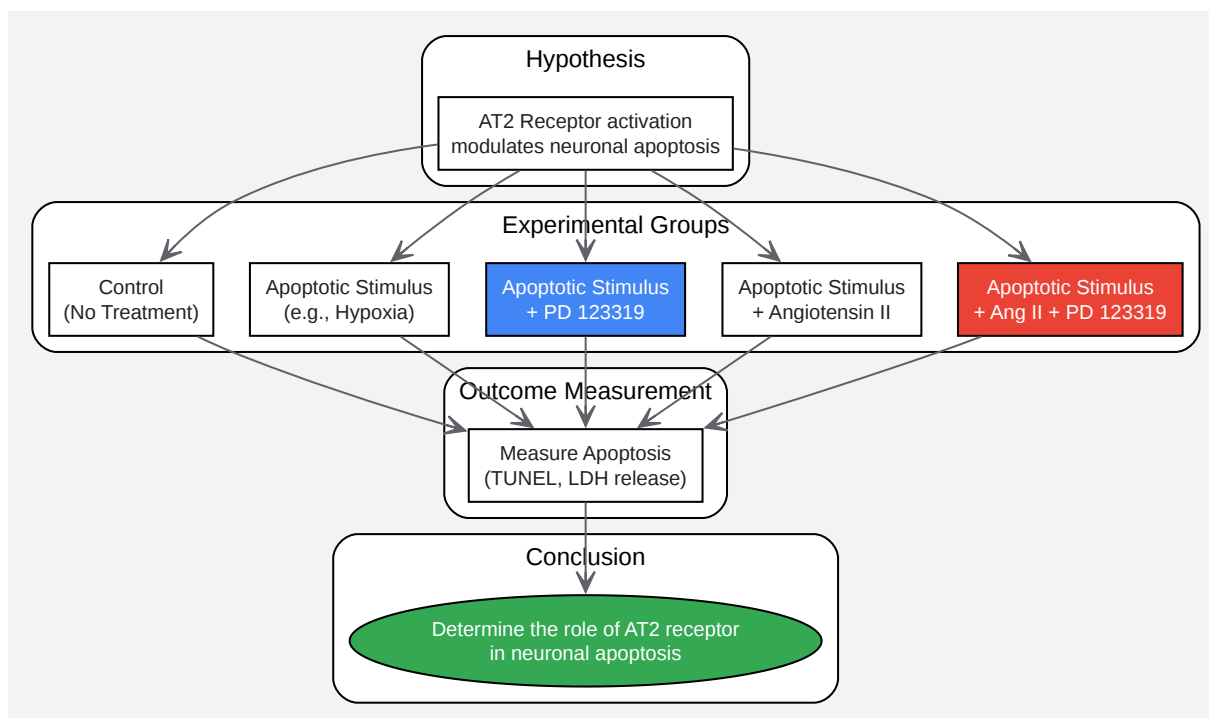 Hypothesis
AT2 Receptor activation
modulates neuronal apoptosis
Experimental Groups
Control
(No Treatment)
Apoptotic Stimulus
(e.g., Hypoxia)
Apoptotic Stimulus
+ PD 123319
Apoptotic Stimulus
+ Angiotensin II
Apoptotic Stimulus
+ Ang II + PD 123319
Outcome Measurement
Measure Apoptosis
(TUNEL, LDH release)
Conclusion
Determine the role of AT2 receptor
in neuronal apoptosis